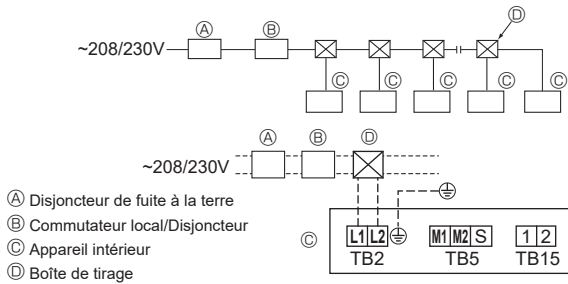 Ⓐ Ⓑ Ⓓ
~208/230V
Ⓒ Ⓒ Ⓒ Ⓒ Ⓒ
Ⓐ Ⓑ Ⓓ
~208/230V
Ⓐ Disjoncteur de fuite à la terre
Ⓑ Commutateur local/Disjoncteur
Ⓒ Appareil intérieur
Ⓓ Boîte de tirage
Ⓒ
L1 L2 M1 M2 S 1 2
TB2 TB5 TB15